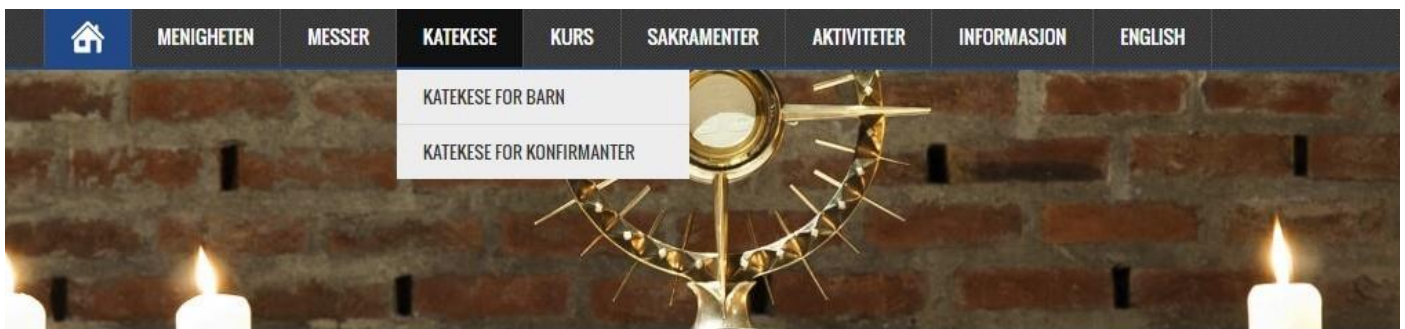 MENIGHETEN MESSER KATEKESE KURS SAKRAMENTER AKTIVITETER INFORMASJON ENGLISH
KATEKESE FOR BARN
KATEKESE FOR KONFIRMANTER